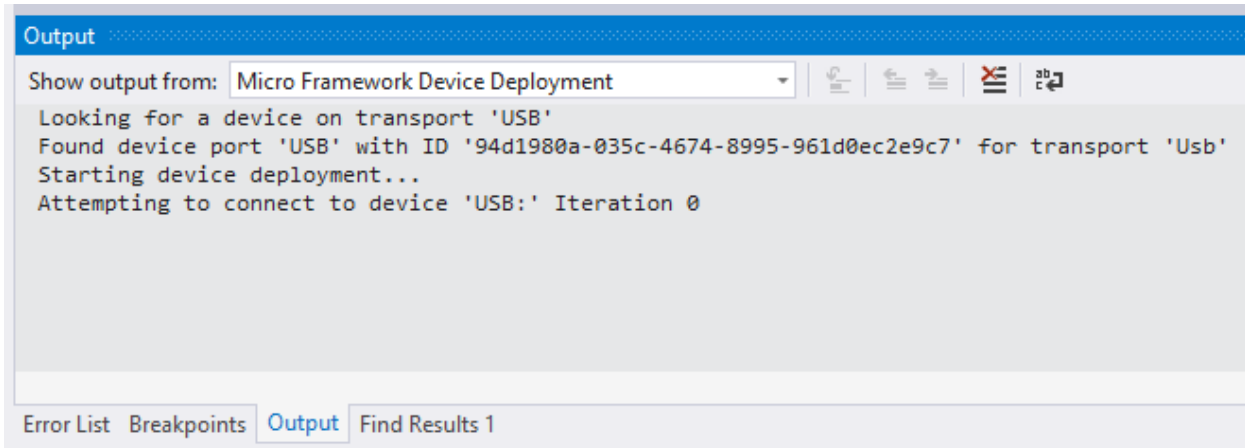 Output
Show output from: Micro Framework Device Deployment
Looking for a device on transport 'USB'
Found device port 'USB' with ID '94d1980a-035c-4674-8995-961d0ec2e9c7' for transport 'Usb'
Starting device deployment...
Attempting to connect to device 'USB:' Iteration 0
Error List Breakpoints Output Find Results 1